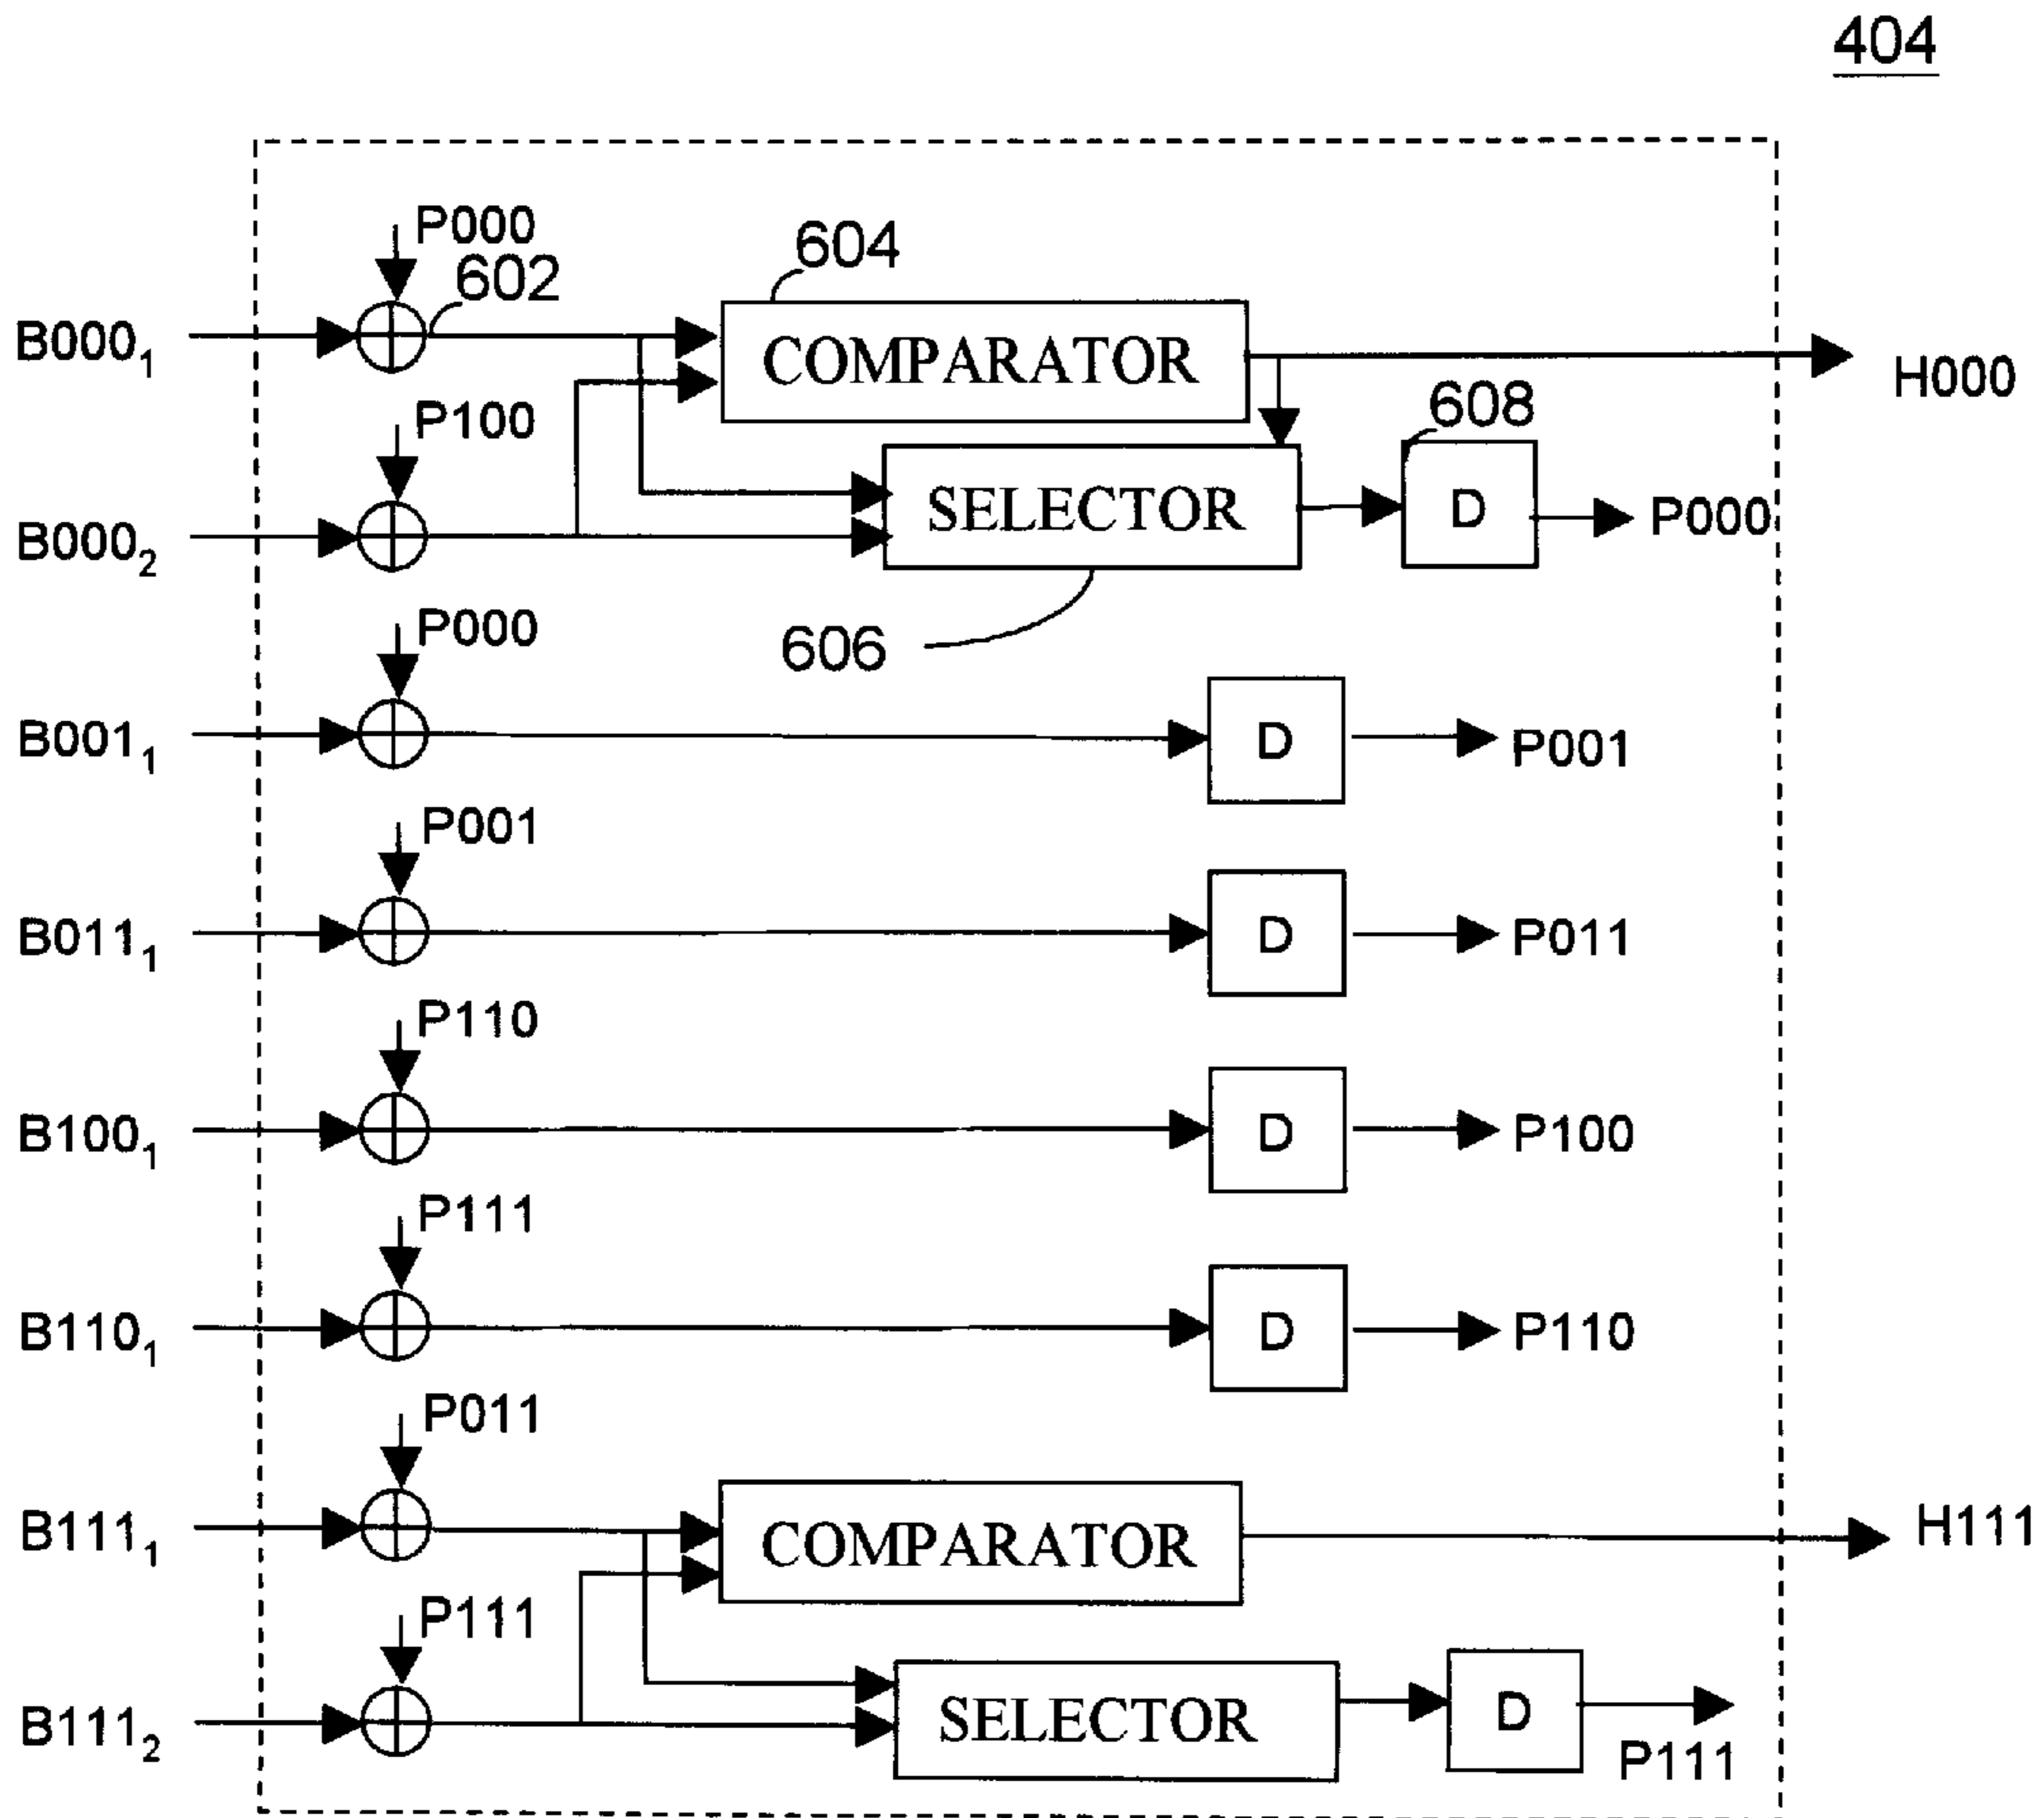 404
P000
602
604
B000₁
COMPARATOR
H000
P100
608
B000₂
SELECTOR
D
P000
606
P000
B001₁
D
P001
P001
B011₁
D
P011
P110
B100₁
D
P100
P111
B110₁
D
P110
P011
B111₁
COMPARATOR
H111
P111
B111₂
SELECTOR
D
P111